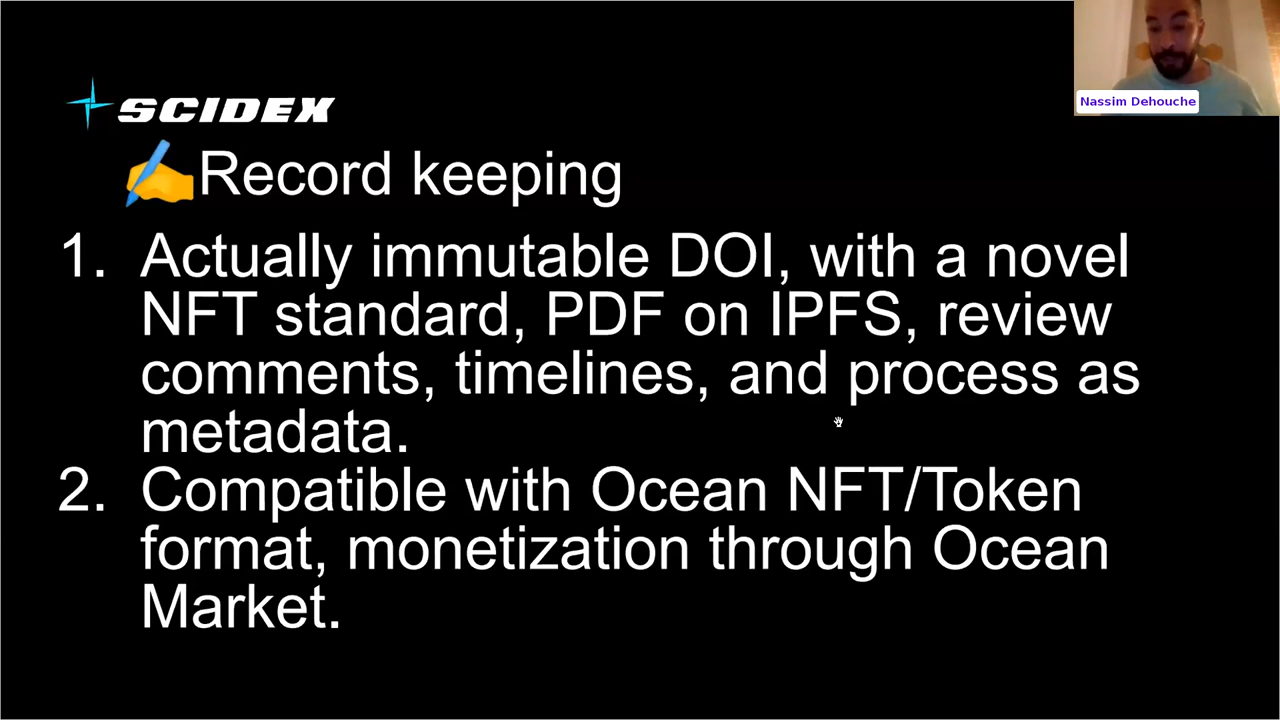 Nassim Dehouche
SCIDEX
✍Record keeping
1. Actually immutable DOI, with a novel
NFT standard, PDF on IPFS, review
comments, timelines, and process as
metadata.
2. Compatible with Ocean NFT/Token
format, monetization through Ocean
Market.